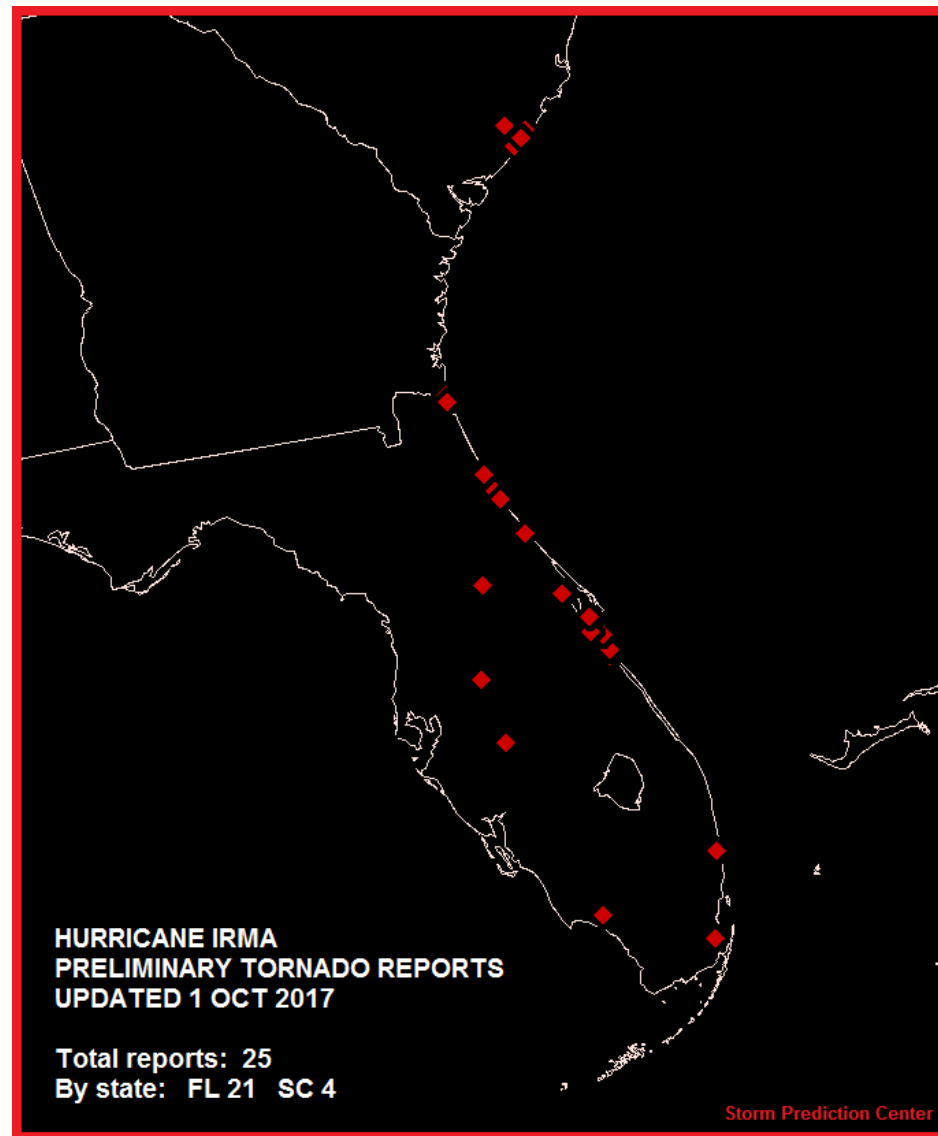 HURRICANE IRMA
PRELIMINARY TORNADO REPORTS
UPDATED 1 OCT 2017
Total reports: 25
By state: FL 21 SC 4
Storm Prediction Center